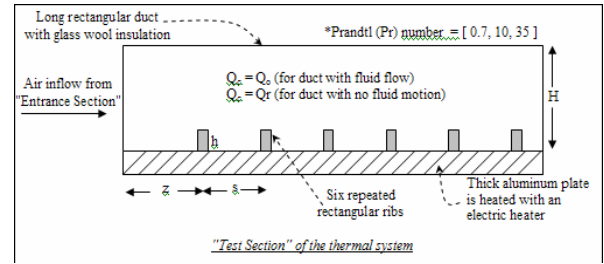 Long rectangular duct
with glass wool insulation
*Prandtl (Pr) number = [ 0.7, 10, 35 ]
Air inflow from
"Entrance Section"
Qc = Qo (for duct with fluid flow)
Qc = Qr (for duct with no fluid motion)
H
h
z
s
Six repeated
rectangular ribs
Thick aluminum plate
is heated with an
electric heater
"Test Section" of the thermal system